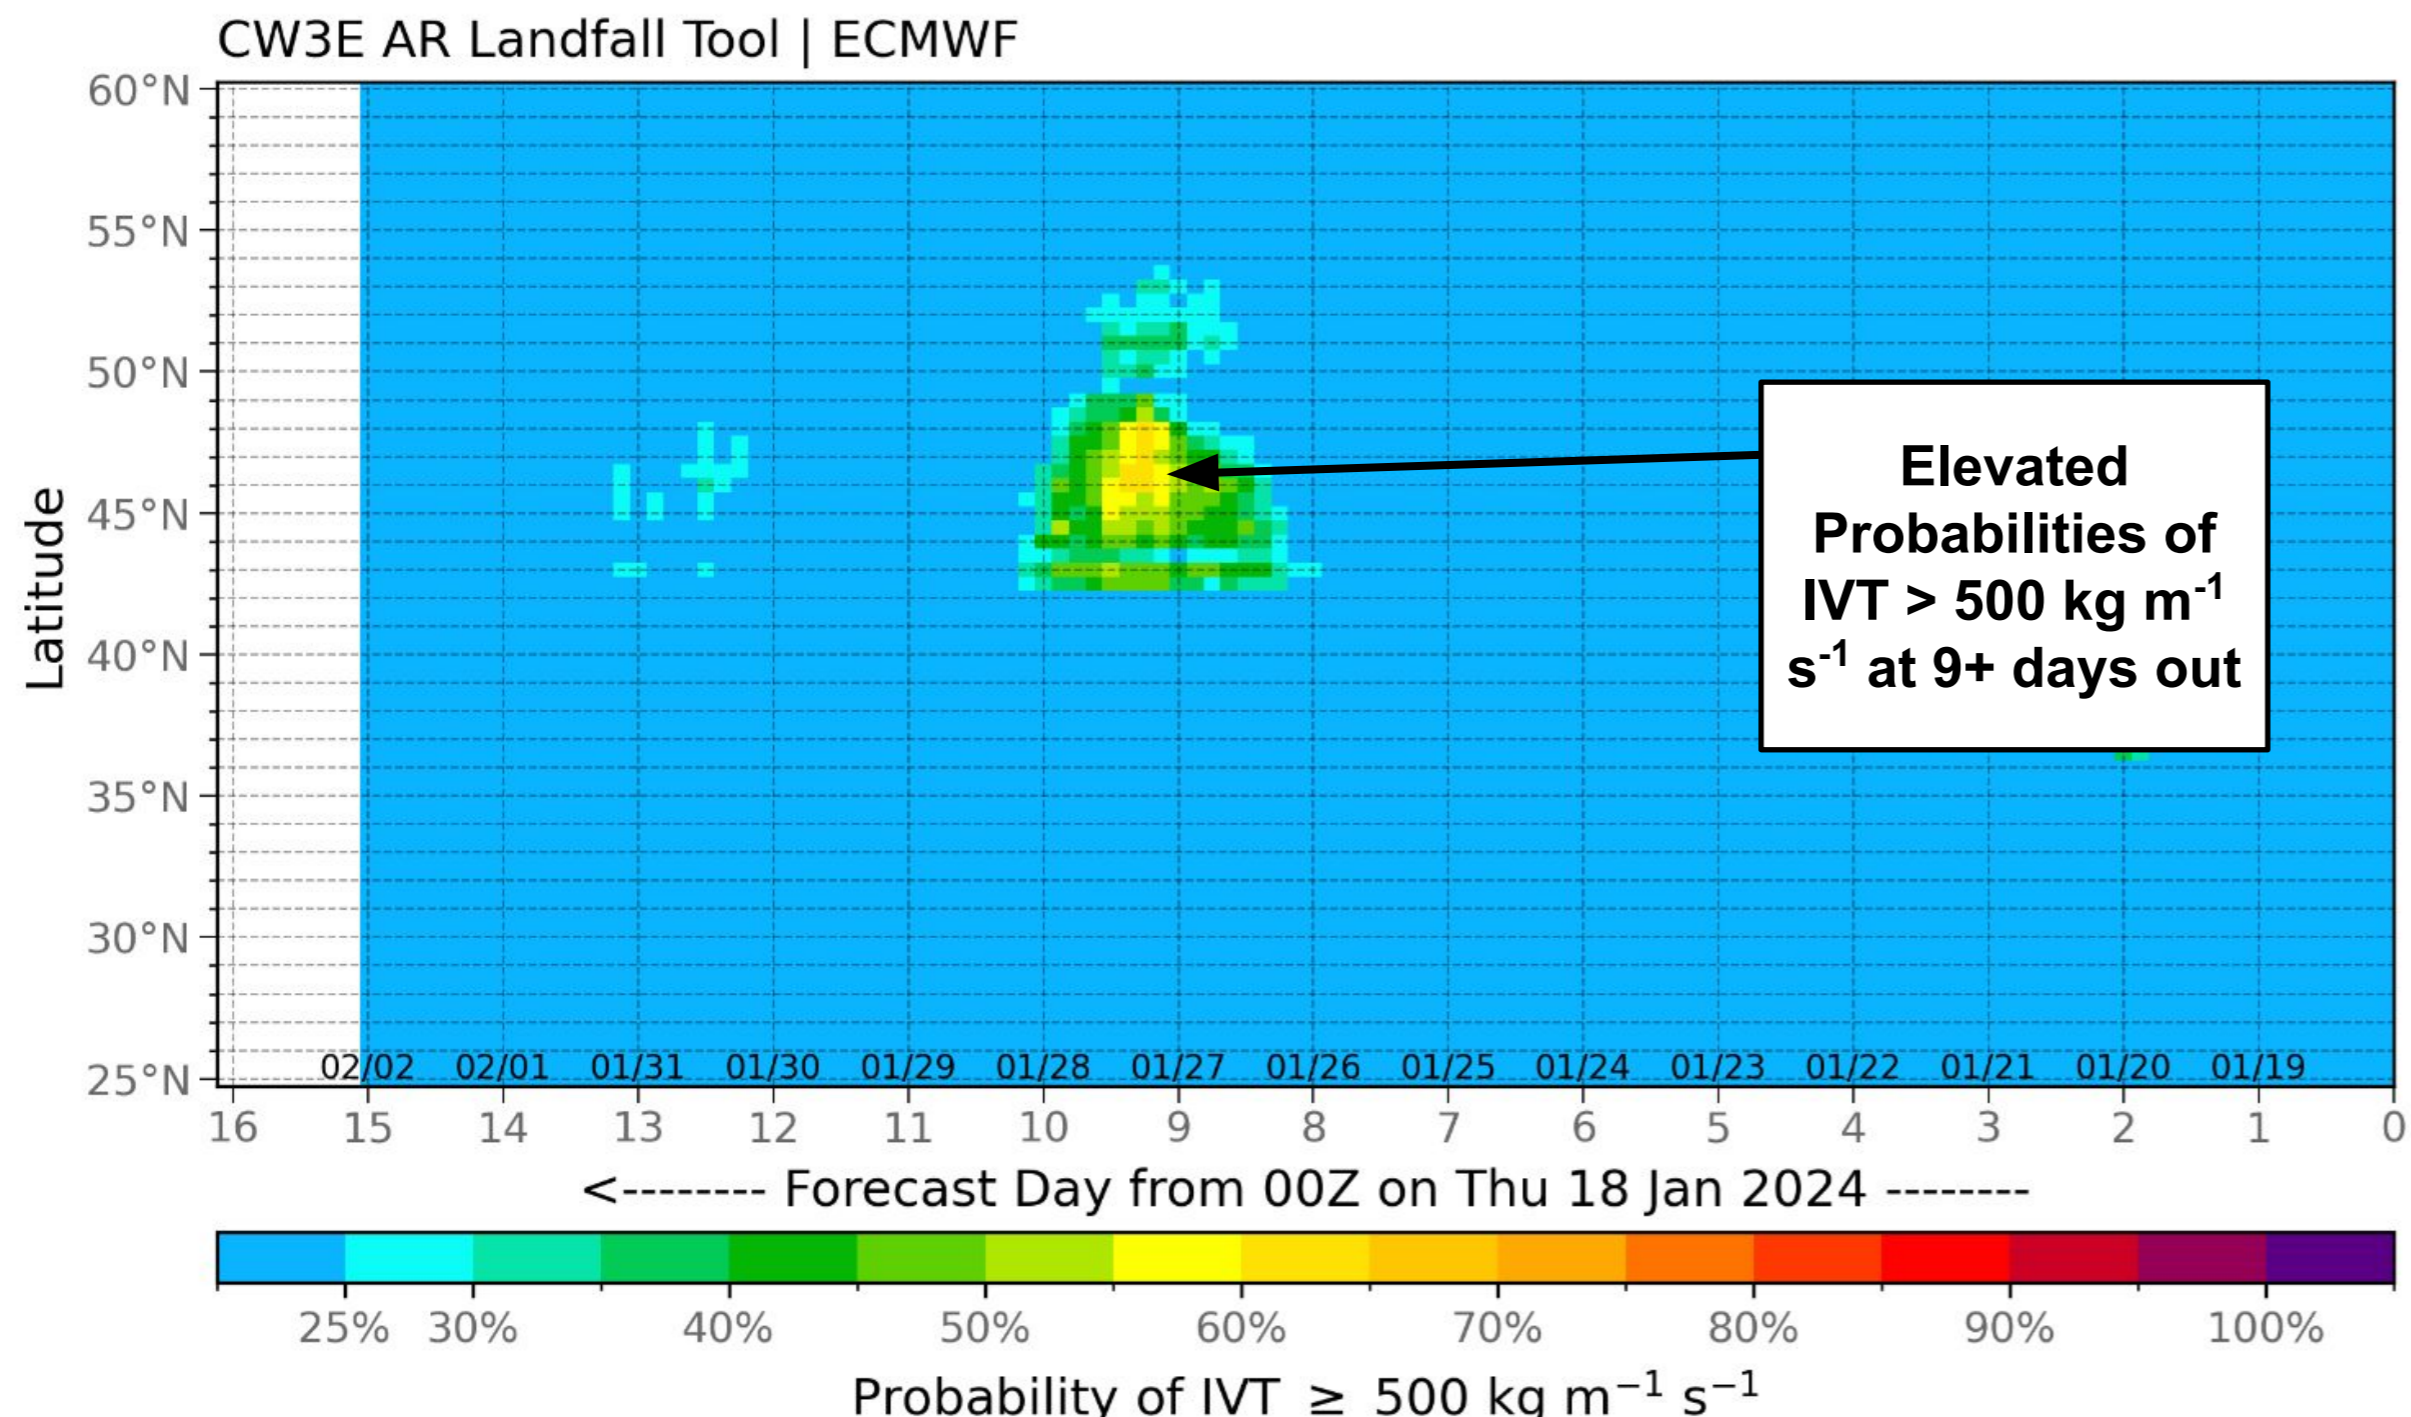 CW3E AR Landfall Tool | ECMWF
60°N
55°N
50°N
45°N
40°N
35°N
30°N
25°N
Latitude
Elevated
Probabilities of
IVT > 500 kg m⁻¹
s⁻¹ at 9+ days out
02/02 02/01 01/31 01/30 01/29 01/28 01/27 01/26 01/25 01/24 01/23 01/22 01/21 01/20 01/19
16 15 14 13 12 11 10 9 8 7 6 5 4 3 2 1 0
<-------- Forecast Day from 00Z on Thu 18 Jan 2024 --------
25% 30% 40% 50% 60% 70% 80% 90% 100%
Probability of IVT ≥ 500 kg m⁻¹ s⁻¹